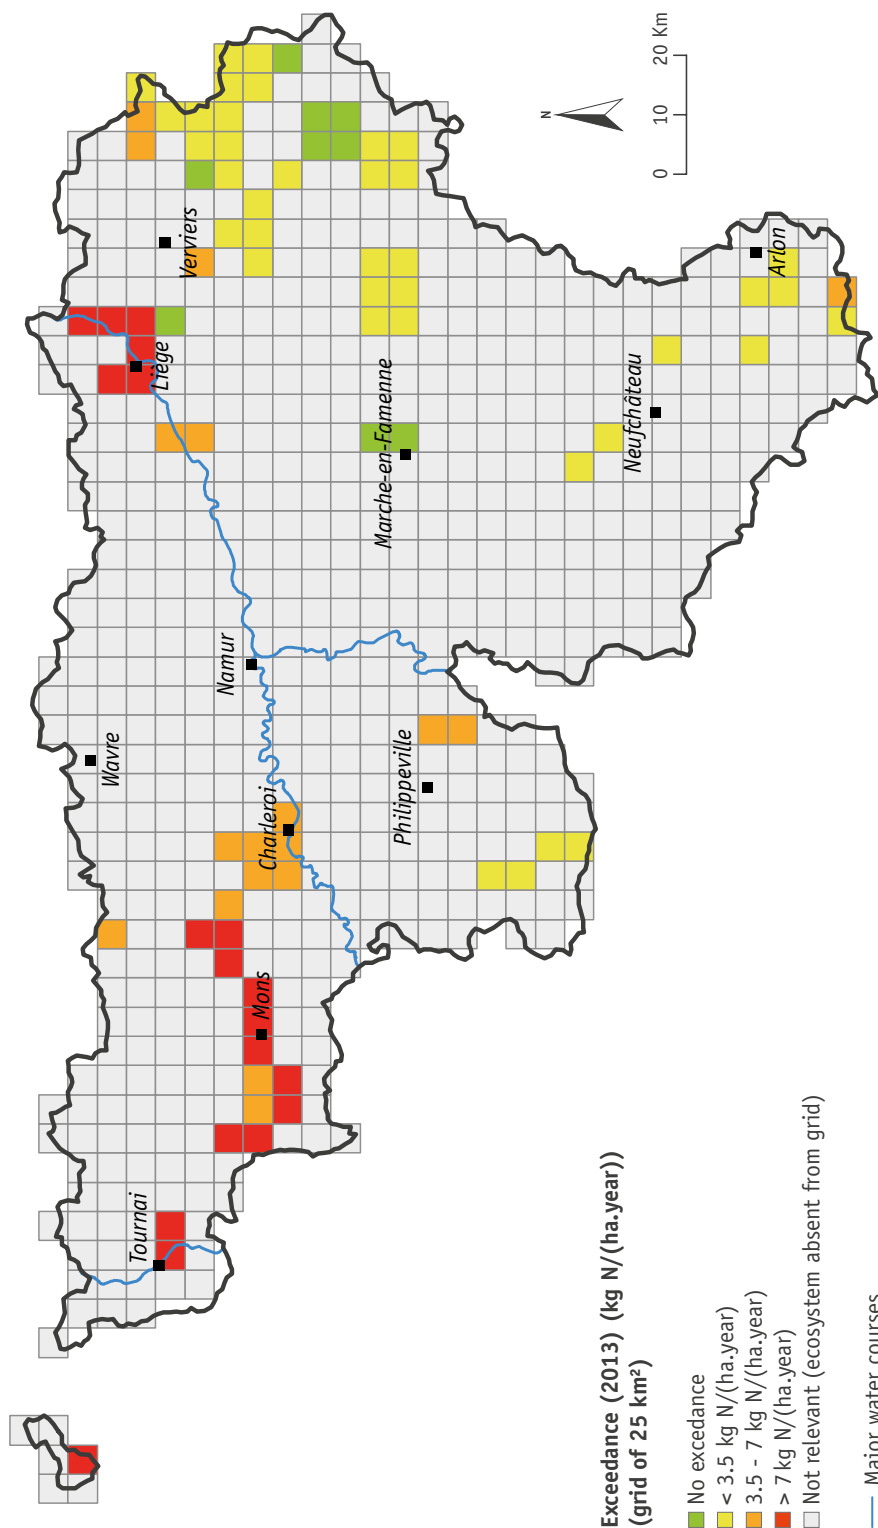 Tournai
Mons
Charleroi
Wavre
Namur
Philippeville
Liège
Verviers
Marche-en-Famenne
Neufchâteau
Arlon
N
0 10 20 Km
Exceedance (2013) (kg N/(ha.year))
(grid of 25 km²)
No excedance
< 3.5 kg N/(ha.year)
3.5 - 7 kg N/(ha.year)
> 7 kg N/(ha.year)
Not relevant (ecosystem absent from grid)
Major water courses